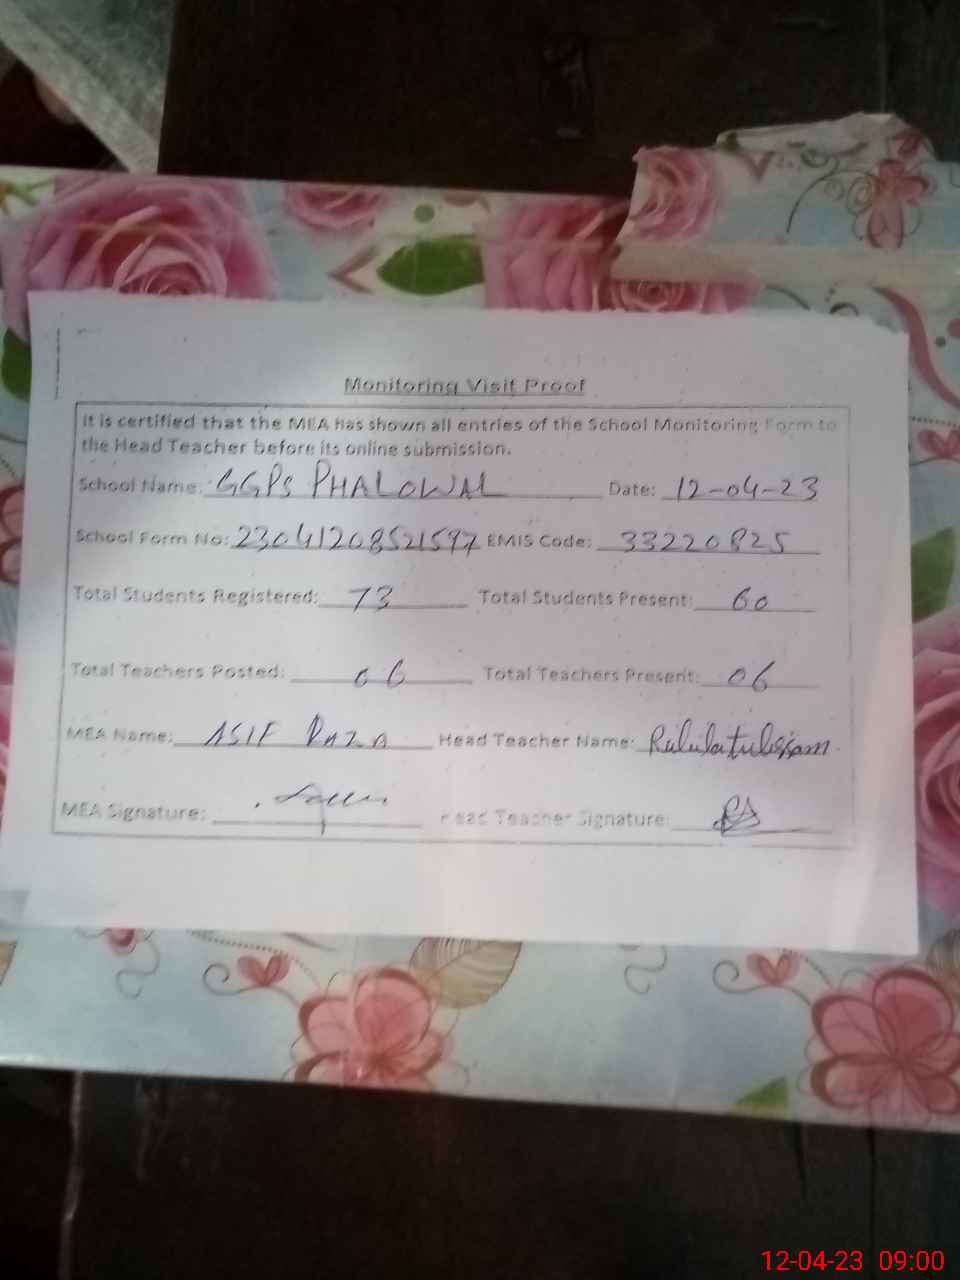 Monitoring Visit Proof
It is certified that the MEA has shown all entries of the School Monitoring Form to
the Head Teacher before its online submission.
School Name: GGPS PHALOWAL Date: 12-04-23
School Form No: 23041208521597 EMIS Code: 33220825
Total Students Registered: 73 Total Students Present: 60
Total Teachers Posted: 06 Total Teachers Present: 06
MEA Name: ASIF RAZA Head Teacher Name:
MEA Signature: Head Teacher Signature:
12-04-23 09:00